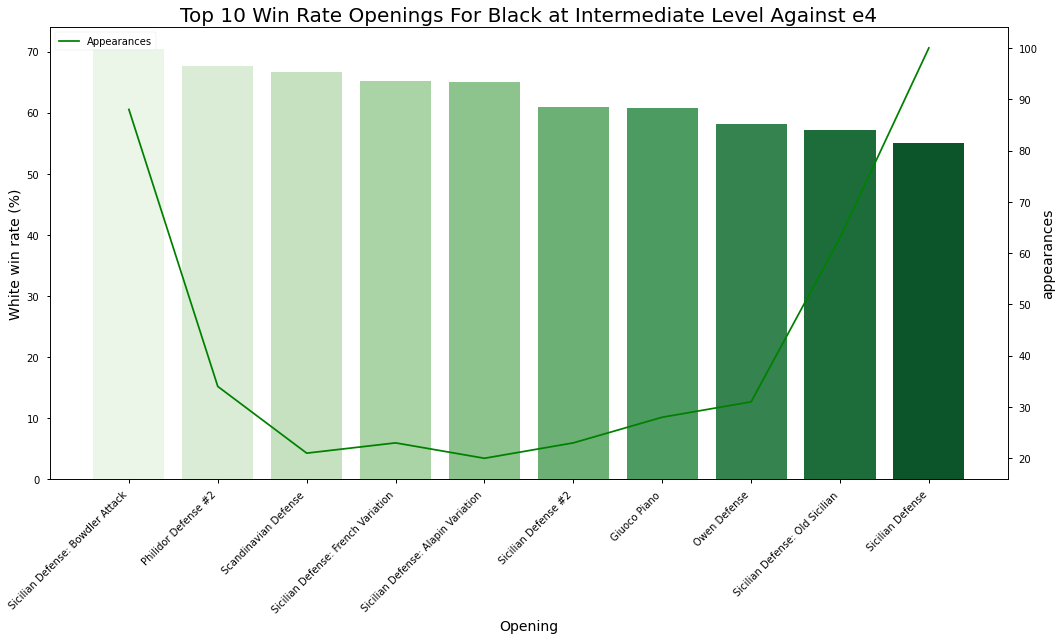 Top 10 Win Rate Openings For Black at Intermediate Level Against e4
Appearances
White win rate (%)
70
60
50
40
30
20
10
0
100
90
80
70
60
50
40
30
20
appearances
Sicilian Defense: Bowdler Attack
Philidor Defense #2
Scandinavian Defense
Sicilian Defense: French Variation
Sicilian Defense: Alapin Variation
Sicilian Defense #2
Giuoco Piano
Owen Defense
Sicilian Defense: Old Sicilian
Sicilian Defense
Opening